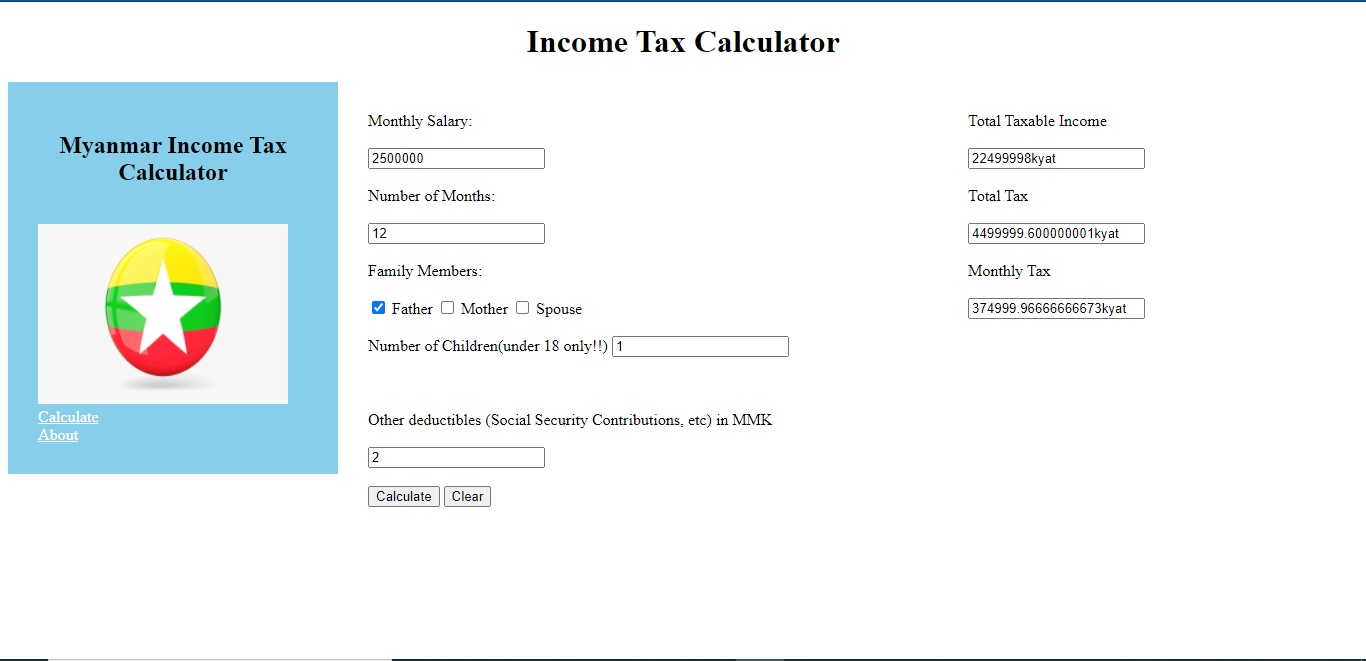 Income Tax Calculator
Myanmar Income Tax
Calculator
Calculate
About
Monthly Salary:
2500000
Number of Months:
12
Family Members:
Father Mother Spouse
Number of Children(under 18 only!!) 1
Other deductibles (Social Security Contributions, etc) in MMK
2
Calculate Clear
Total Taxable Income
22499998kyat
Total Tax
4499999.600000001kyat
Monthly Tax
374999.96666666673kyat